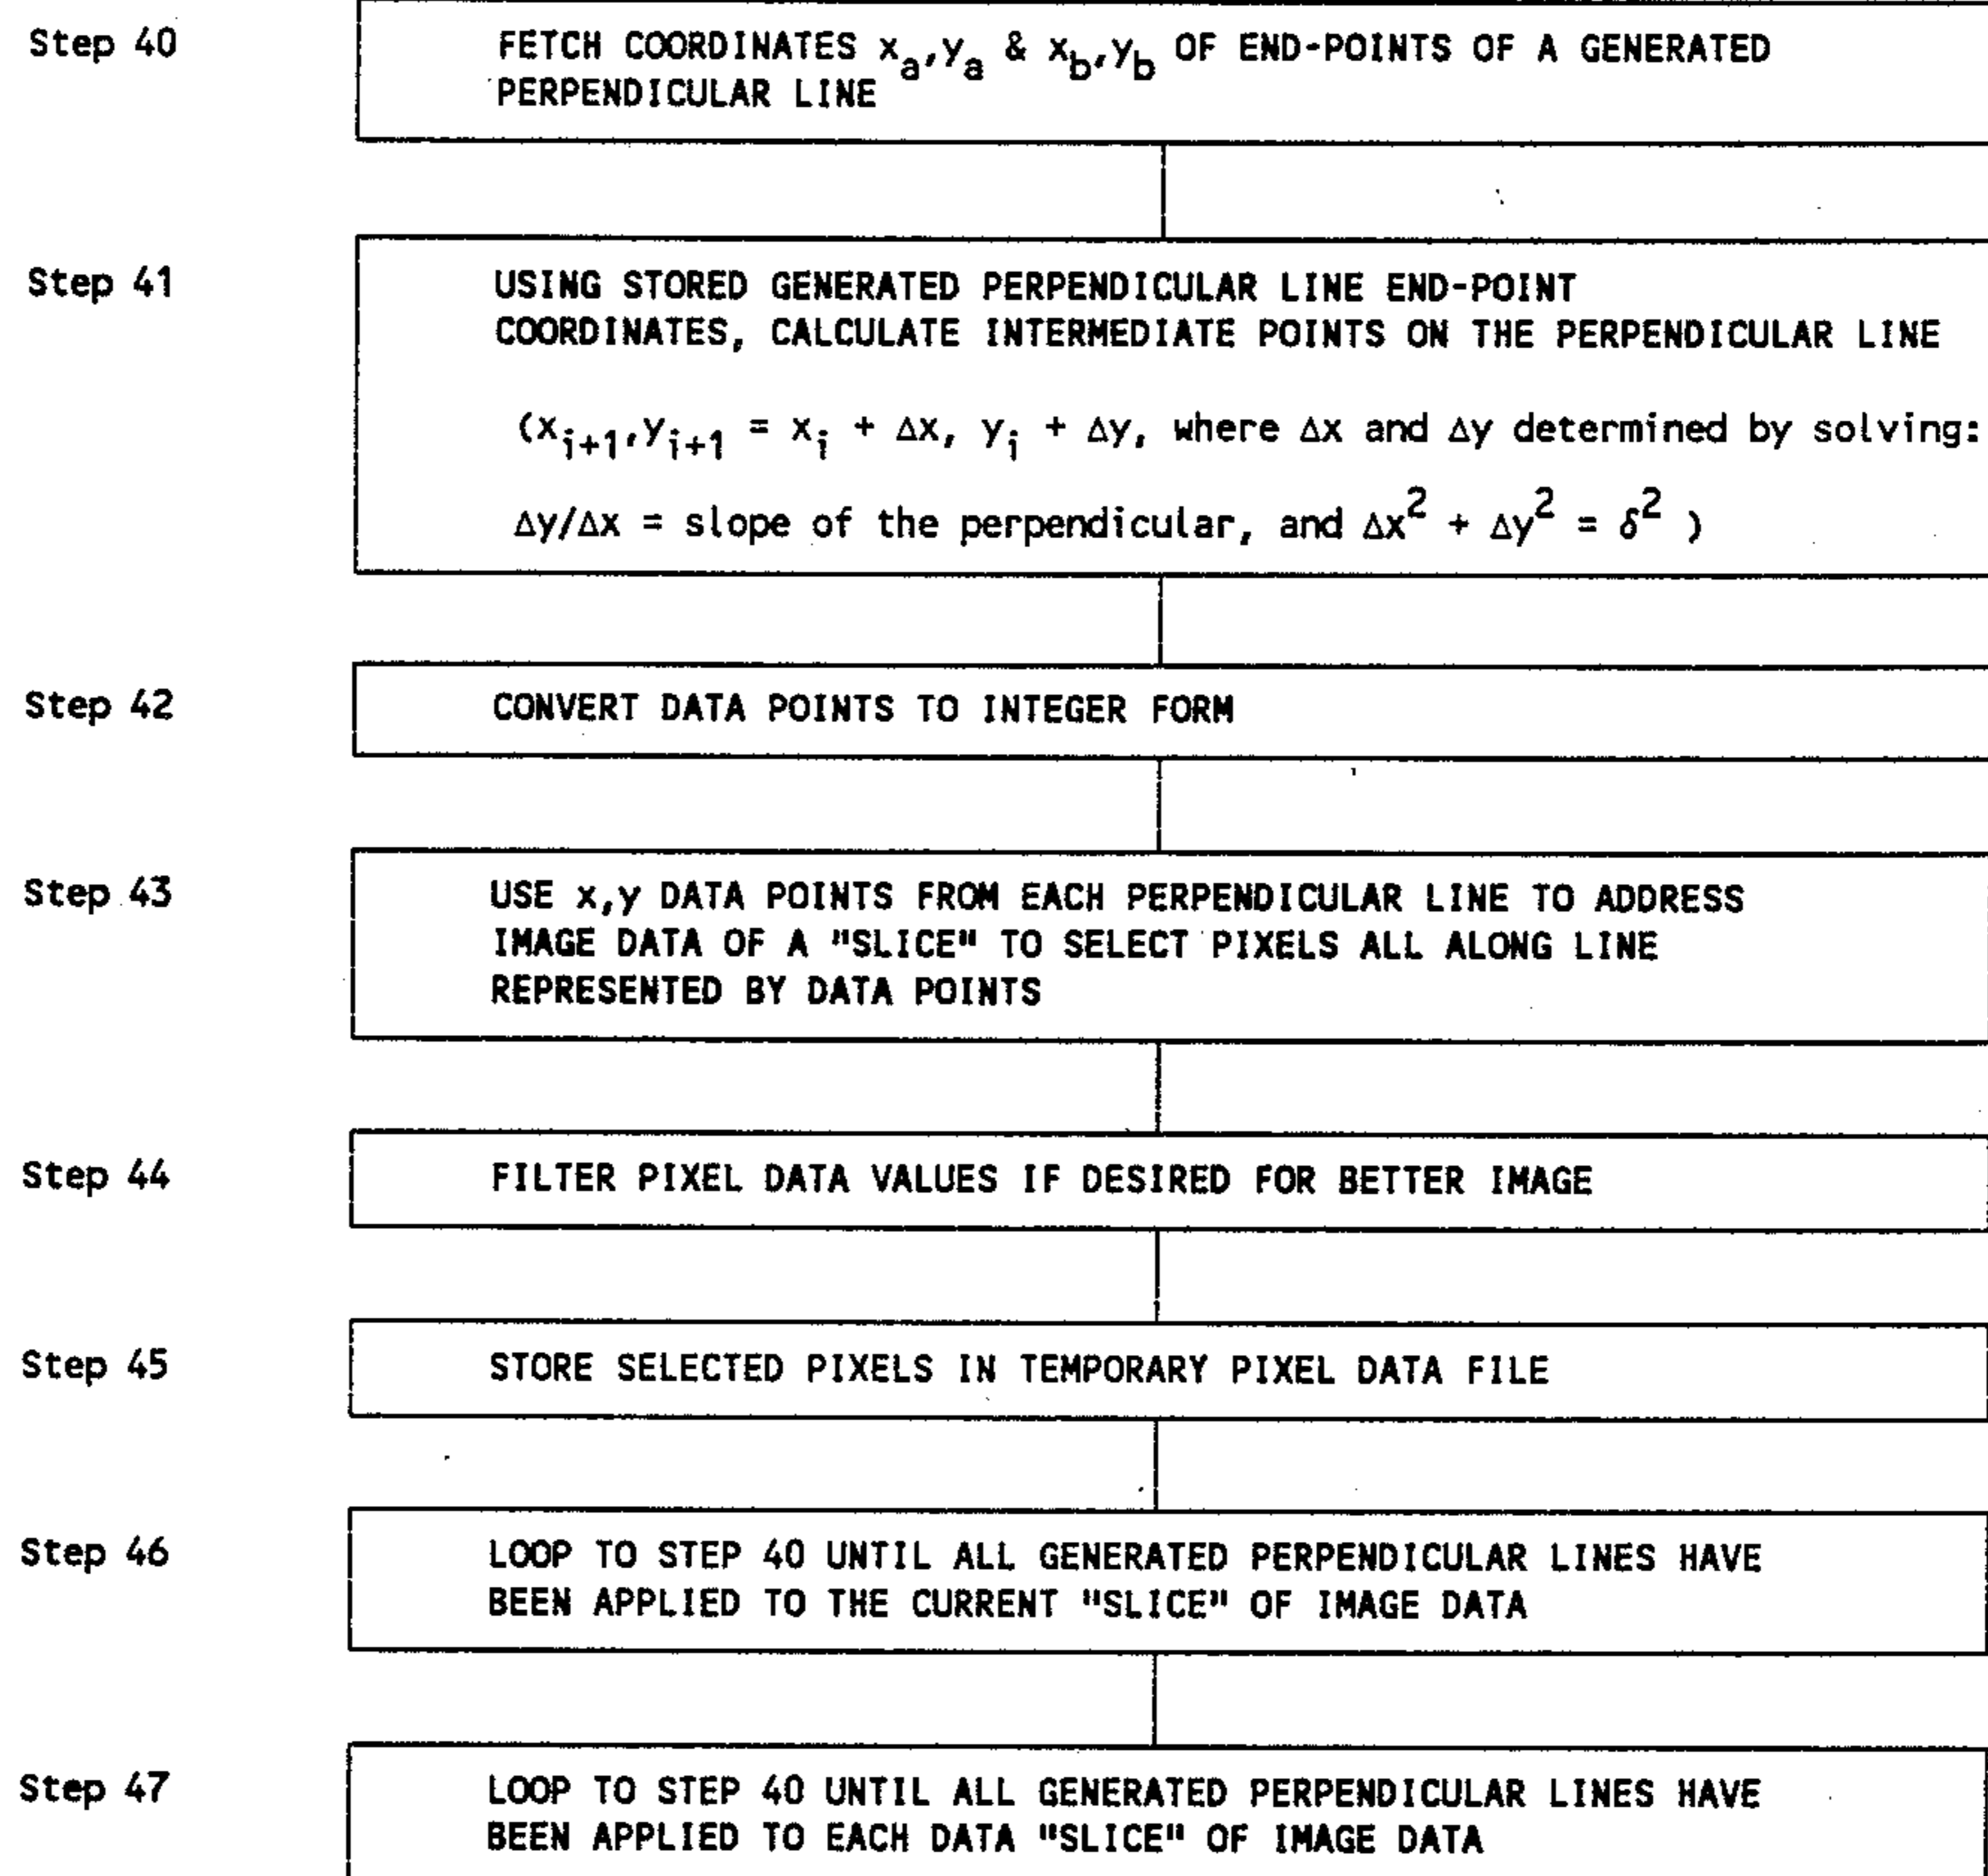 Step 40
FETCH COORDINATES xₐ,yₐ & x_b,y_b OF END-POINTS OF A GENERATED
PERPENDICULAR LINE
Step 41
USING STORED GENERATED PERPENDICULAR LINE END-POINT
COORDINATES, CALCULATE INTERMEDIATE POINTS ON THE PERPENDICULAR LINE
(x_{i+1},y_{i+1} = x_i + Δx, y_i + Δy, where Δx and Δy determined by solving:
Δy/Δx = slope of the perpendicular, and Δx² + Δy² = δ² )
Step 42
CONVERT DATA POINTS TO INTEGER FORM
Step 43
USE x,y DATA POINTS FROM EACH PERPENDICULAR LINE TO ADDRESS
IMAGE DATA OF A "SLICE" TO SELECT PIXELS ALL ALONG LINE
REPRESENTED BY DATA POINTS
Step 44
FILTER PIXEL DATA VALUES IF DESIRED FOR BETTER IMAGE
Step 45
STORE SELECTED PIXELS IN TEMPORARY PIXEL DATA FILE
Step 46
LOOP TO STEP 40 UNTIL ALL GENERATED PERPENDICULAR LINES HAVE
BEEN APPLIED TO THE CURRENT "SLICE" OF IMAGE DATA
Step 47
LOOP TO STEP 40 UNTIL ALL GENERATED PERPENDICULAR LINES HAVE
BEEN APPLIED TO EACH DATA "SLICE" OF IMAGE DATA